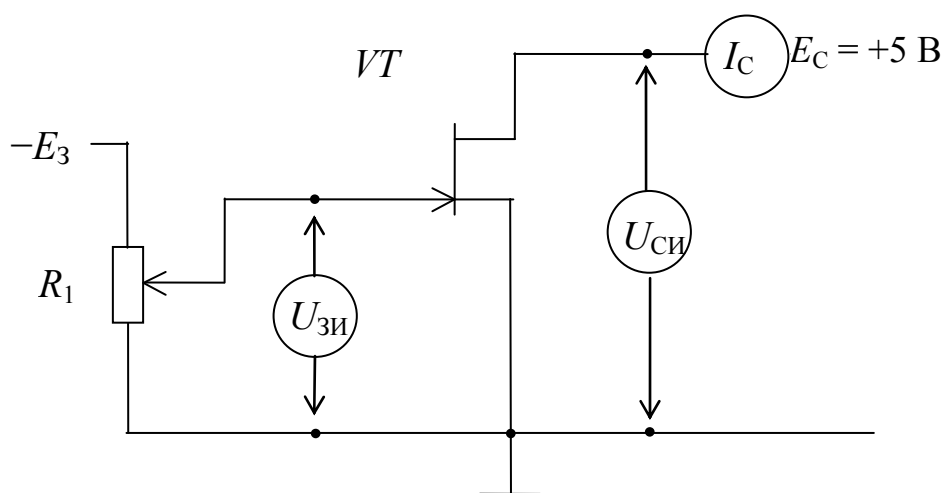 VT
I_С
E_С = +5 В
−E_З
R_1
U_ЗИ
U_СИ